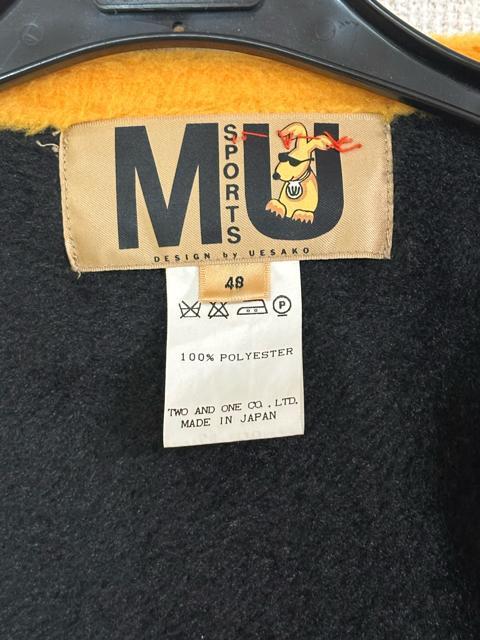 MU
SPORTS
DESIGN by UESAKO
48
P
100% POLYESTER
TWO AND ONE CO., LTD.
MADE IN JAPAN